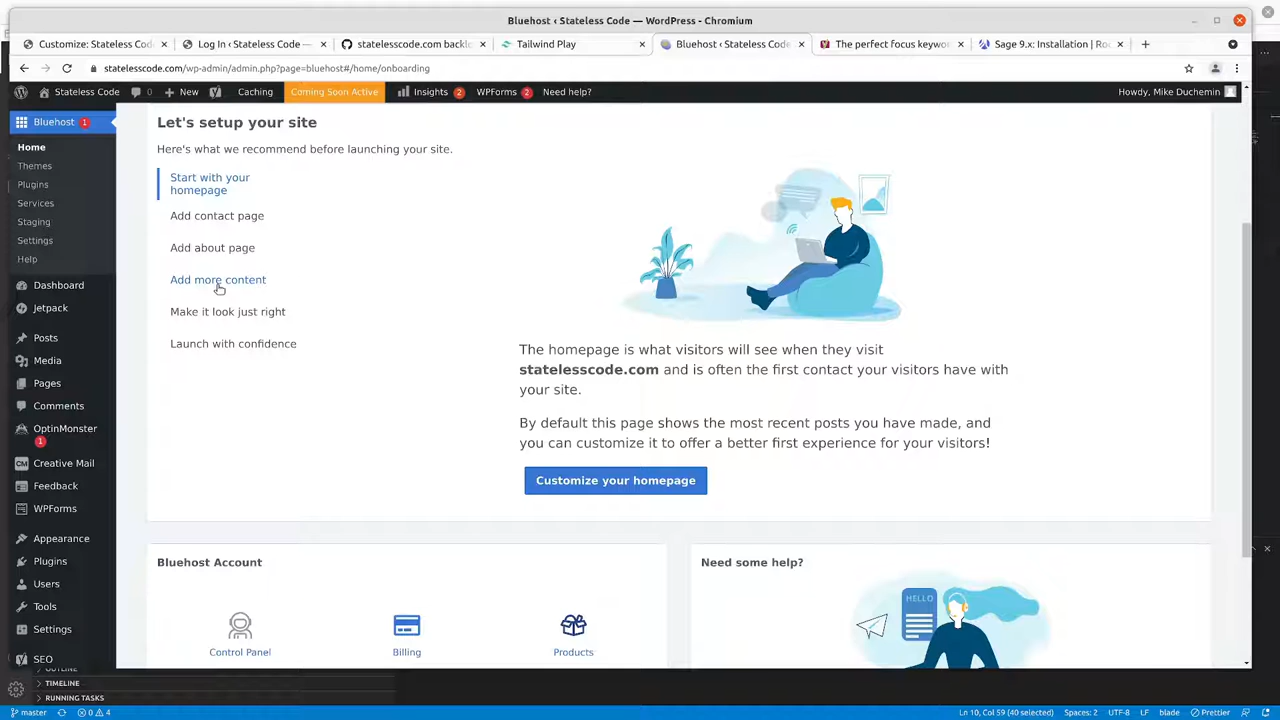 Bluehost ‹ Stateless Code — WordPress - Chromium
Customize: Stateless C
Log In ‹ Stateless Code —
statelesscode.com backl
Tailwind Play
Bluehost ‹ Stateless Code
The perfect focus keywor
Sage 9.x: Installation | Ro
statelesscode.com/wp-admin/admin.php?page=bluehost#/home/onboarding
Stateless Code
0
New
Caching
Coming Soon Active
Insights 2
WPForms 2
Need help?
Howdy, Mike Duchemin
Bluehost 1
Home
Themes
Plugins
Services
Staging
Settings
Help
Dashboard
Jetpack
Posts
Media
Pages
Comments
OptinMonster
1
CM Creative Mail
Feedback
WPForms
Appearance
Plugins
Users
Tools
Settings
SEO
Let's setup your site
Here's what we recommend before launching your site.
Start with your
homepage
Add contact page
Add about page
Add more content
Make it look just right
Launch with confidence
The homepage is what visitors will see when they visit
statelesscode.com and is often the first contact your visitors have with
your site.
By default this page shows the most recent posts you have made, and
you can customize it to offer a better first experience for your visitors!
Customize your homepage
Bluehost Account
Control Panel
Billing
Products
Need some help?
HELLO
OUTLINE
TIMELINE
RUNNING TASKS
master
0
4
Ln 10, Col 59 (40 selected)
Spaces: 2
UTF-8
LF
blade
Prettier